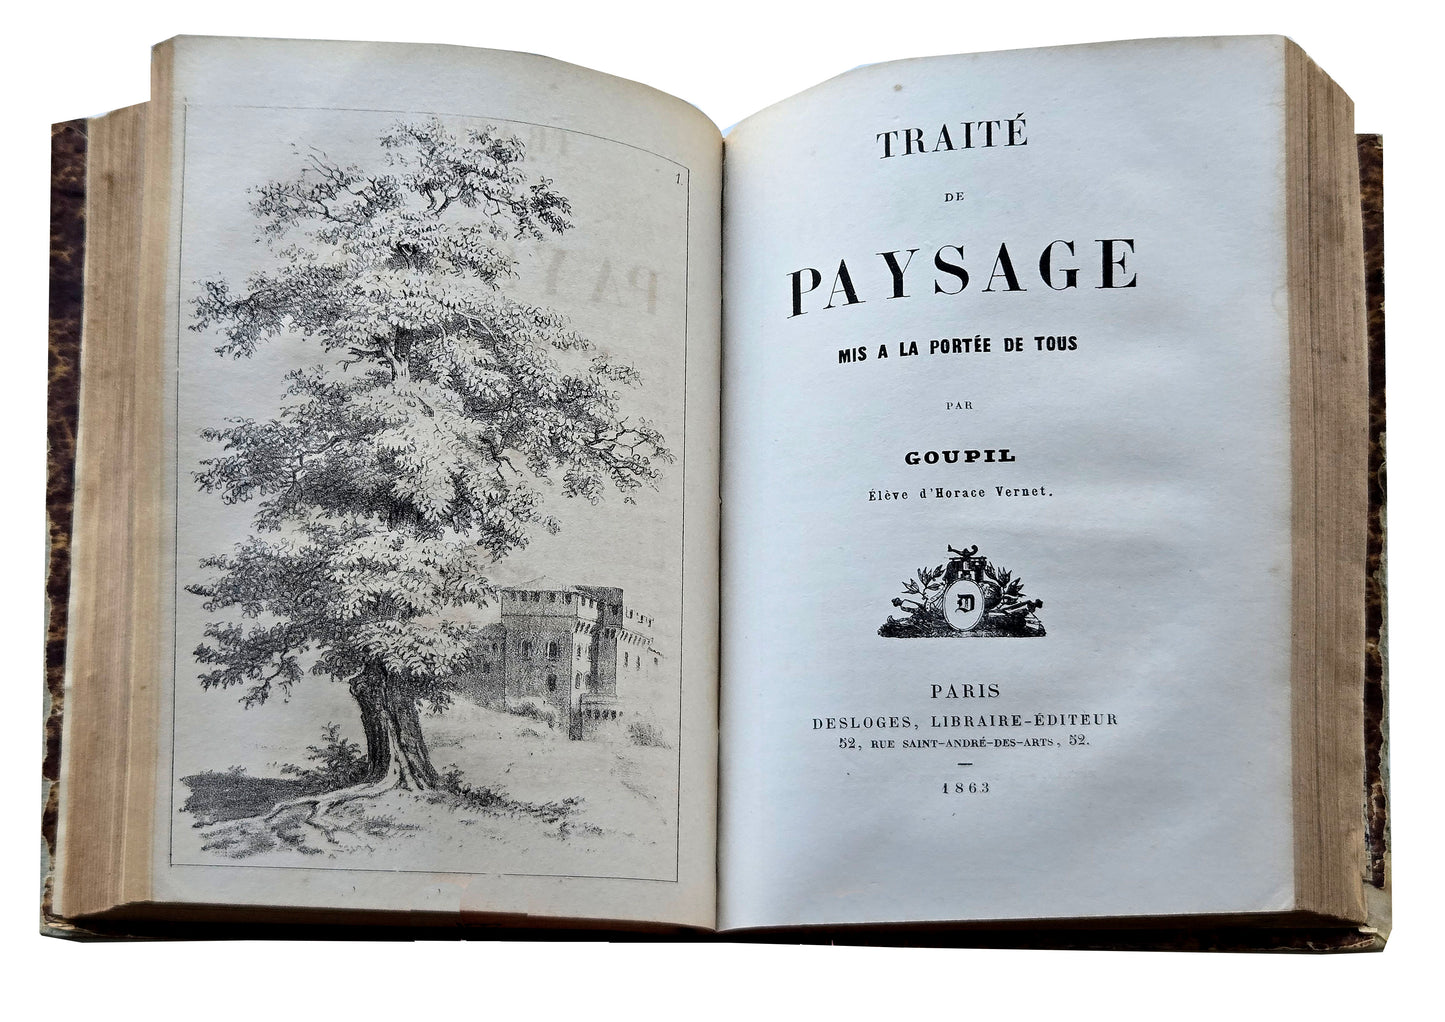 1.
TRAITÉ
DE
PAYSAGE
MIS A LA PORTÉE DE TOUS
PAR
GOUPIL
Élève d'Horace Vernet.
D
PARIS
DESLOGES, LIBRAIRE-ÉDITEUR
52, RUE SAINT-ANDRÉ-DES-ARTS, 52.
1863